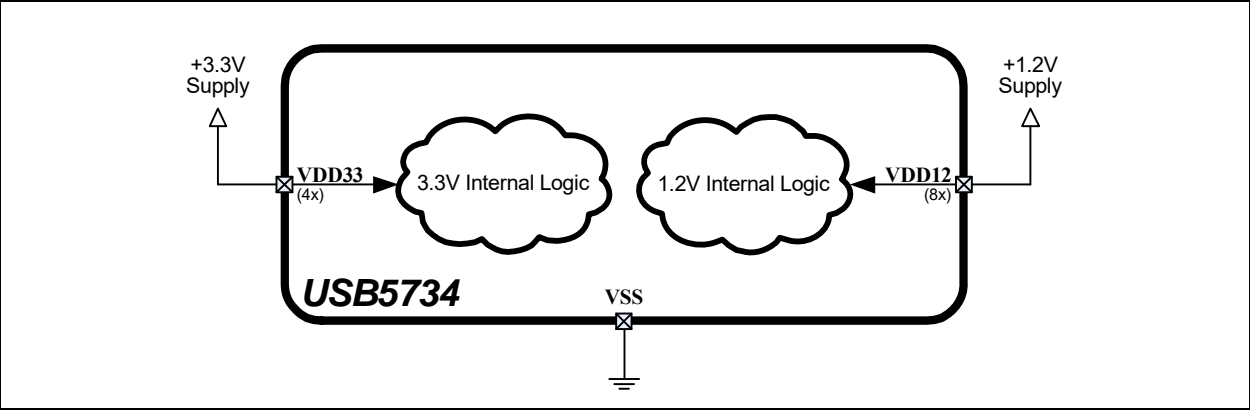 +3.3V
Supply
+1.2V
Supply
VDD33
(4x)
3.3V Internal Logic
1.2V Internal Logic
VDD12
(8x)
USB5734
VSS